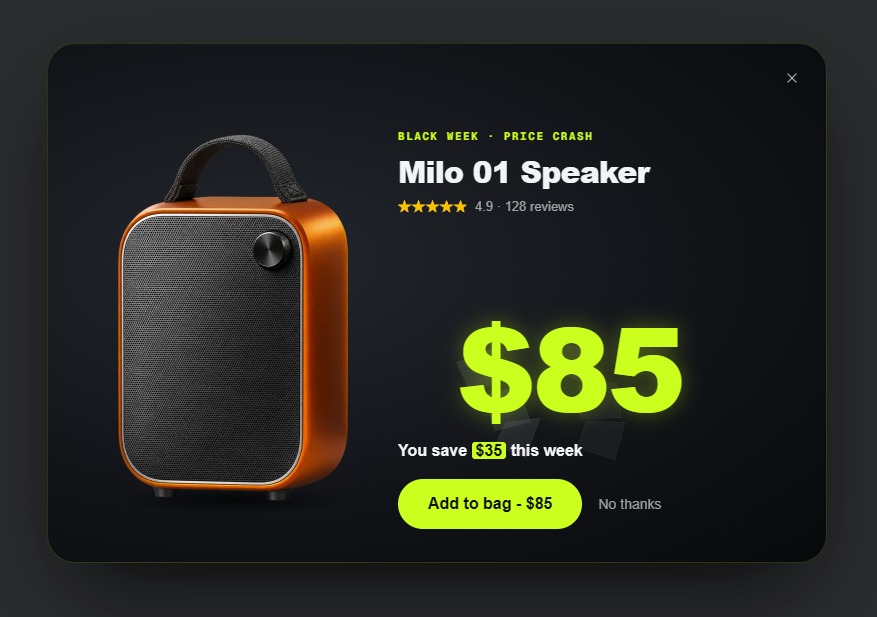 BLACK WEEK · PRICE CRASH
Milo 01 Speaker
4.9 · 128 reviews
$85
You save $35 this week
Add to bag - $85
No thanks